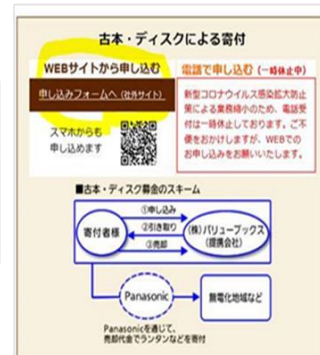 古本・ディスクによる寄付
WEBサイトから申し込む
申し込みフォームへ（社外サイト）
スマホからも
申し込めます
電話で申し込む（一時休止中）
新型コロナウイルス感染拡大防止
策による業務縮小のため、電話受
付は一時休止しております。ご不
便をおかけしますが、WEBでの
お申し込みをお願いいたします。
■古本・ディスク募金のスキーム
寄付者様
①申し込み
②引き取り
③売却
(株)バリューブックス
(提携会社)
Panasonic
無電化地域など
Panasonicを通じて、
売却代金でランタンなどを寄付